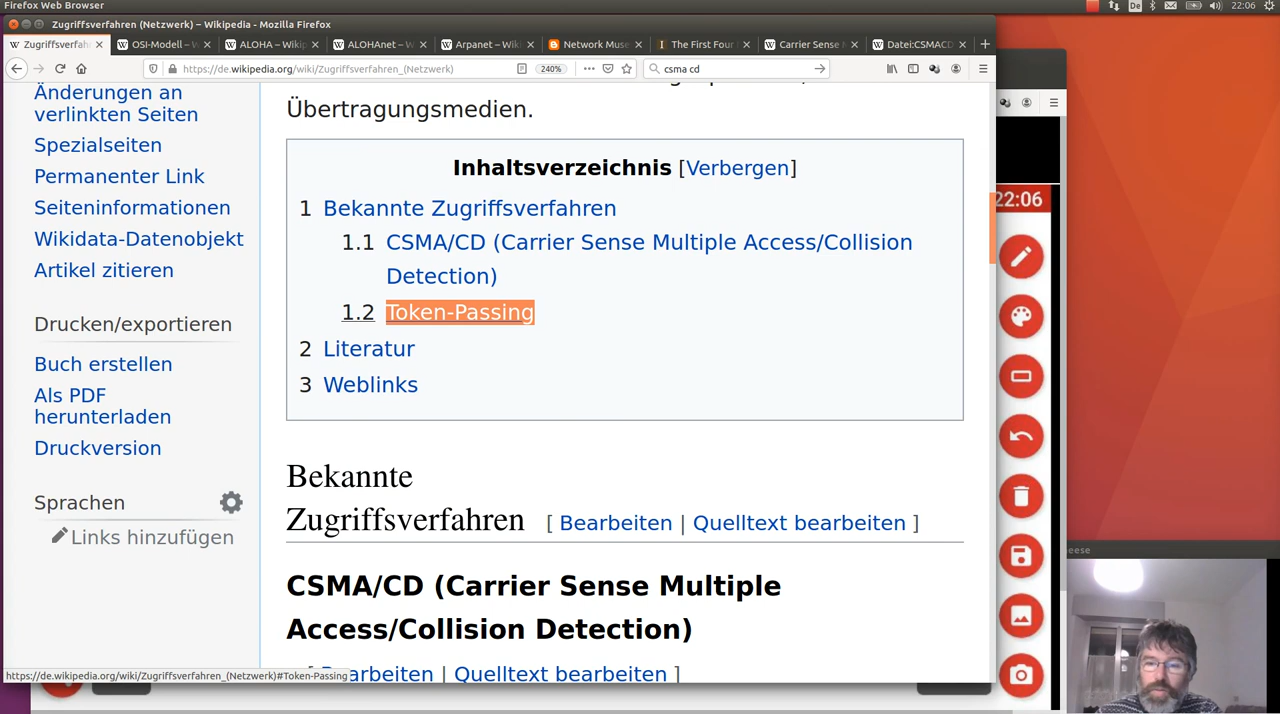 Firefox Web Browser
De
22:06
Zugriffsverfahren (Netzwerk) – Wikipedia - Mozilla Firefox
Zugriffsverfah
OSI-Modell – W
ALOHA – Wikip
ALOHAnet – W
Arpanet – Wiki
Network Muse
The First Four
Carrier Sense M
Datei:CSMACD
https://de.wikipedia.org/wiki/Zugriffsverfahren_(Netzwerk)
240%
csma cd
Änderungen an
verlinkten Seiten
Spezialseiten
Permanenter Link
Seiteninformationen
Wikidata-Datenobjekt
Artikel zitieren
Drucken/exportieren
Buch erstellen
Als PDF
herunterladen
Druckversion
Sprachen
Links hinzufügen
Übertragungsmedien.
Inhaltsverzeichnis [Verbergen]
1 Bekannte Zugriffsverfahren
1.1 CSMA/CD (Carrier Sense Multiple Access/Collision
Detection)
1.2 Token-Passing
2 Literatur
3 Weblinks
Bekannte
Zugriffsverfahren [ Bearbeiten | Quelltext bearbeiten ]
CSMA/CD (Carrier Sense Multiple
Access/Collision Detection)
[ Bearbeiten | Quelltext bearbeiten ]
https://de.wikipedia.org/wiki/Zugriffsverfahren_(Netzwerk)#Token-Passing
22:06
eese